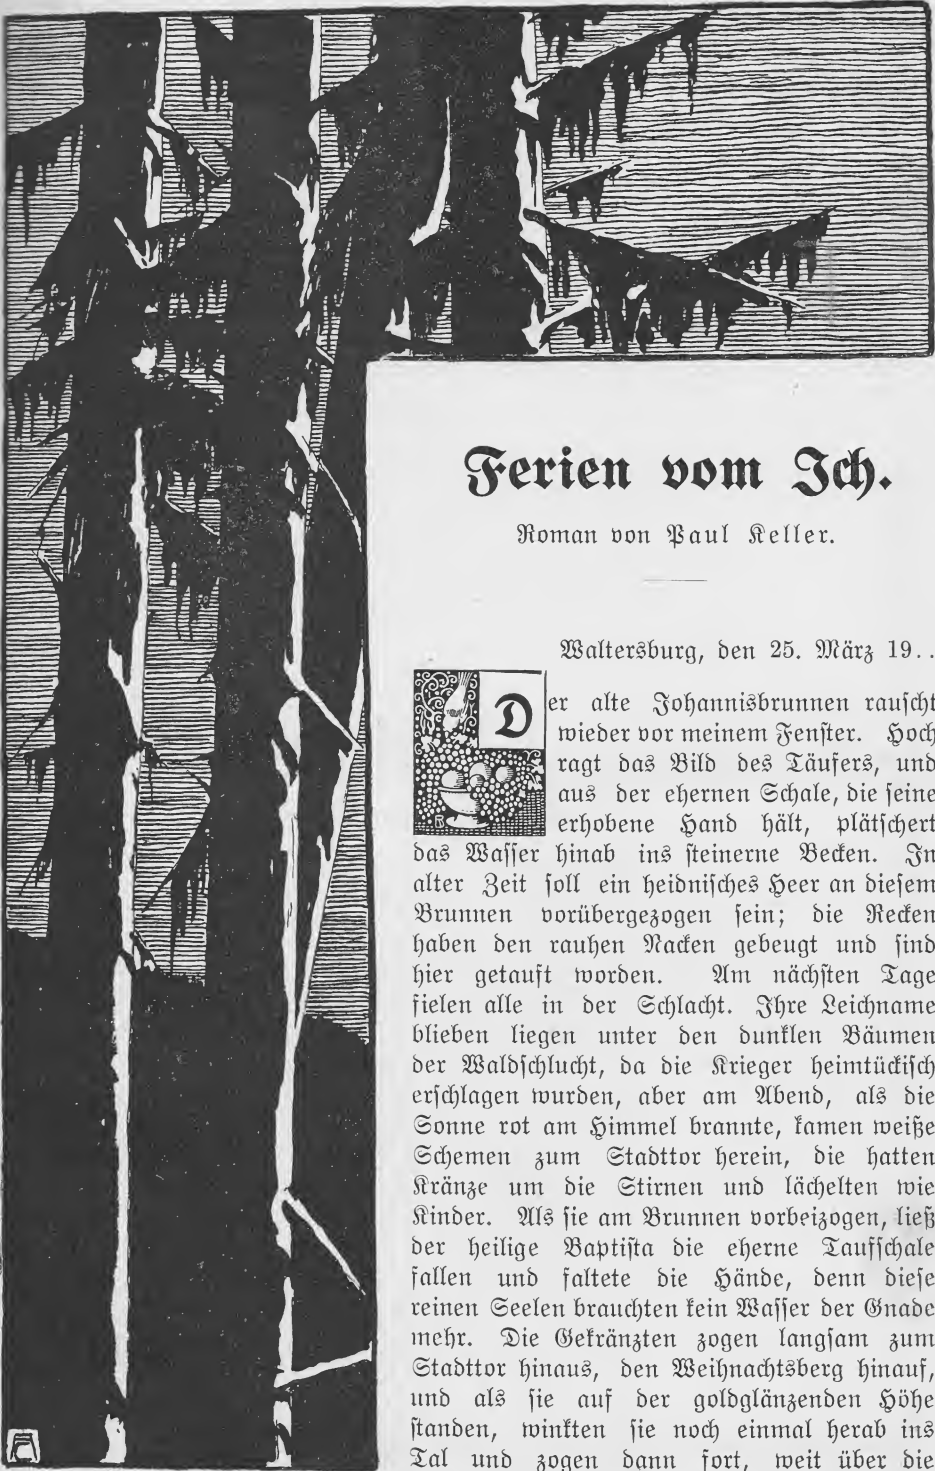 Ferien vom Ich.
Roman von Paul Keller.
Waltersburg, den 25. März 19..
Der alte Johannisbrunnen rauscht
wieder vor meinem Fenster. Hoch
ragt das Bild des Täufers, und
aus der ehernen Schale, die seine
erhobene Hand hält, plätschert
das Wasser hinab ins steinerne Becken. In
alter Zeit soll ein heidnisches Heer an diesem
Brunnen vorübergezogen sein; die Recken
haben den rauhen Nacken gebeugt und sind
hier getauft worden. Am nächsten Tage
fielen alle in der Schlacht. Ihre Leichname
blieben liegen unter den dunklen Bäumen
der Waldschlucht, da die Krieger heimtückisch
erschlagen wurden, aber am Abend, als die
Sonne rot am Himmel brannte, kamen weiße
Schemen zum Stadttor herein, die hatten
Kränze um die Stirnen und lächelten wie
Kinder. Als sie am Brunnen vorbeizogen, ließ
der heilige Baptista die eherne Taufschale
fallen und faltete die Hände, denn diese
reinen Seelen brauchten kein Wasser der Gnade
mehr. Die Gekränzten zogen langsam zum
Stadttor hinaus, den Weihnachtsberg hinauf,
und als sie auf der goldglänzenden Höhe
standen, winkten sie noch einmal herab ins
Tal und zogen dann fort, weit über die